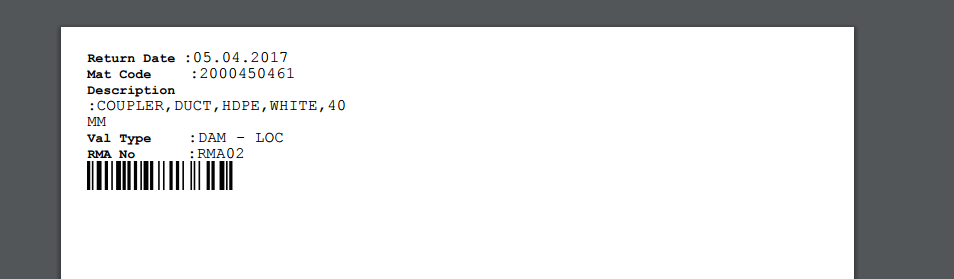 Return Date :05.04.2017
Mat Code :2000450461
Description
:COUPLER,DUCT,HDPE,WHITE,40
MM
Val Type :DAM - LOC
RMA No :RMA02